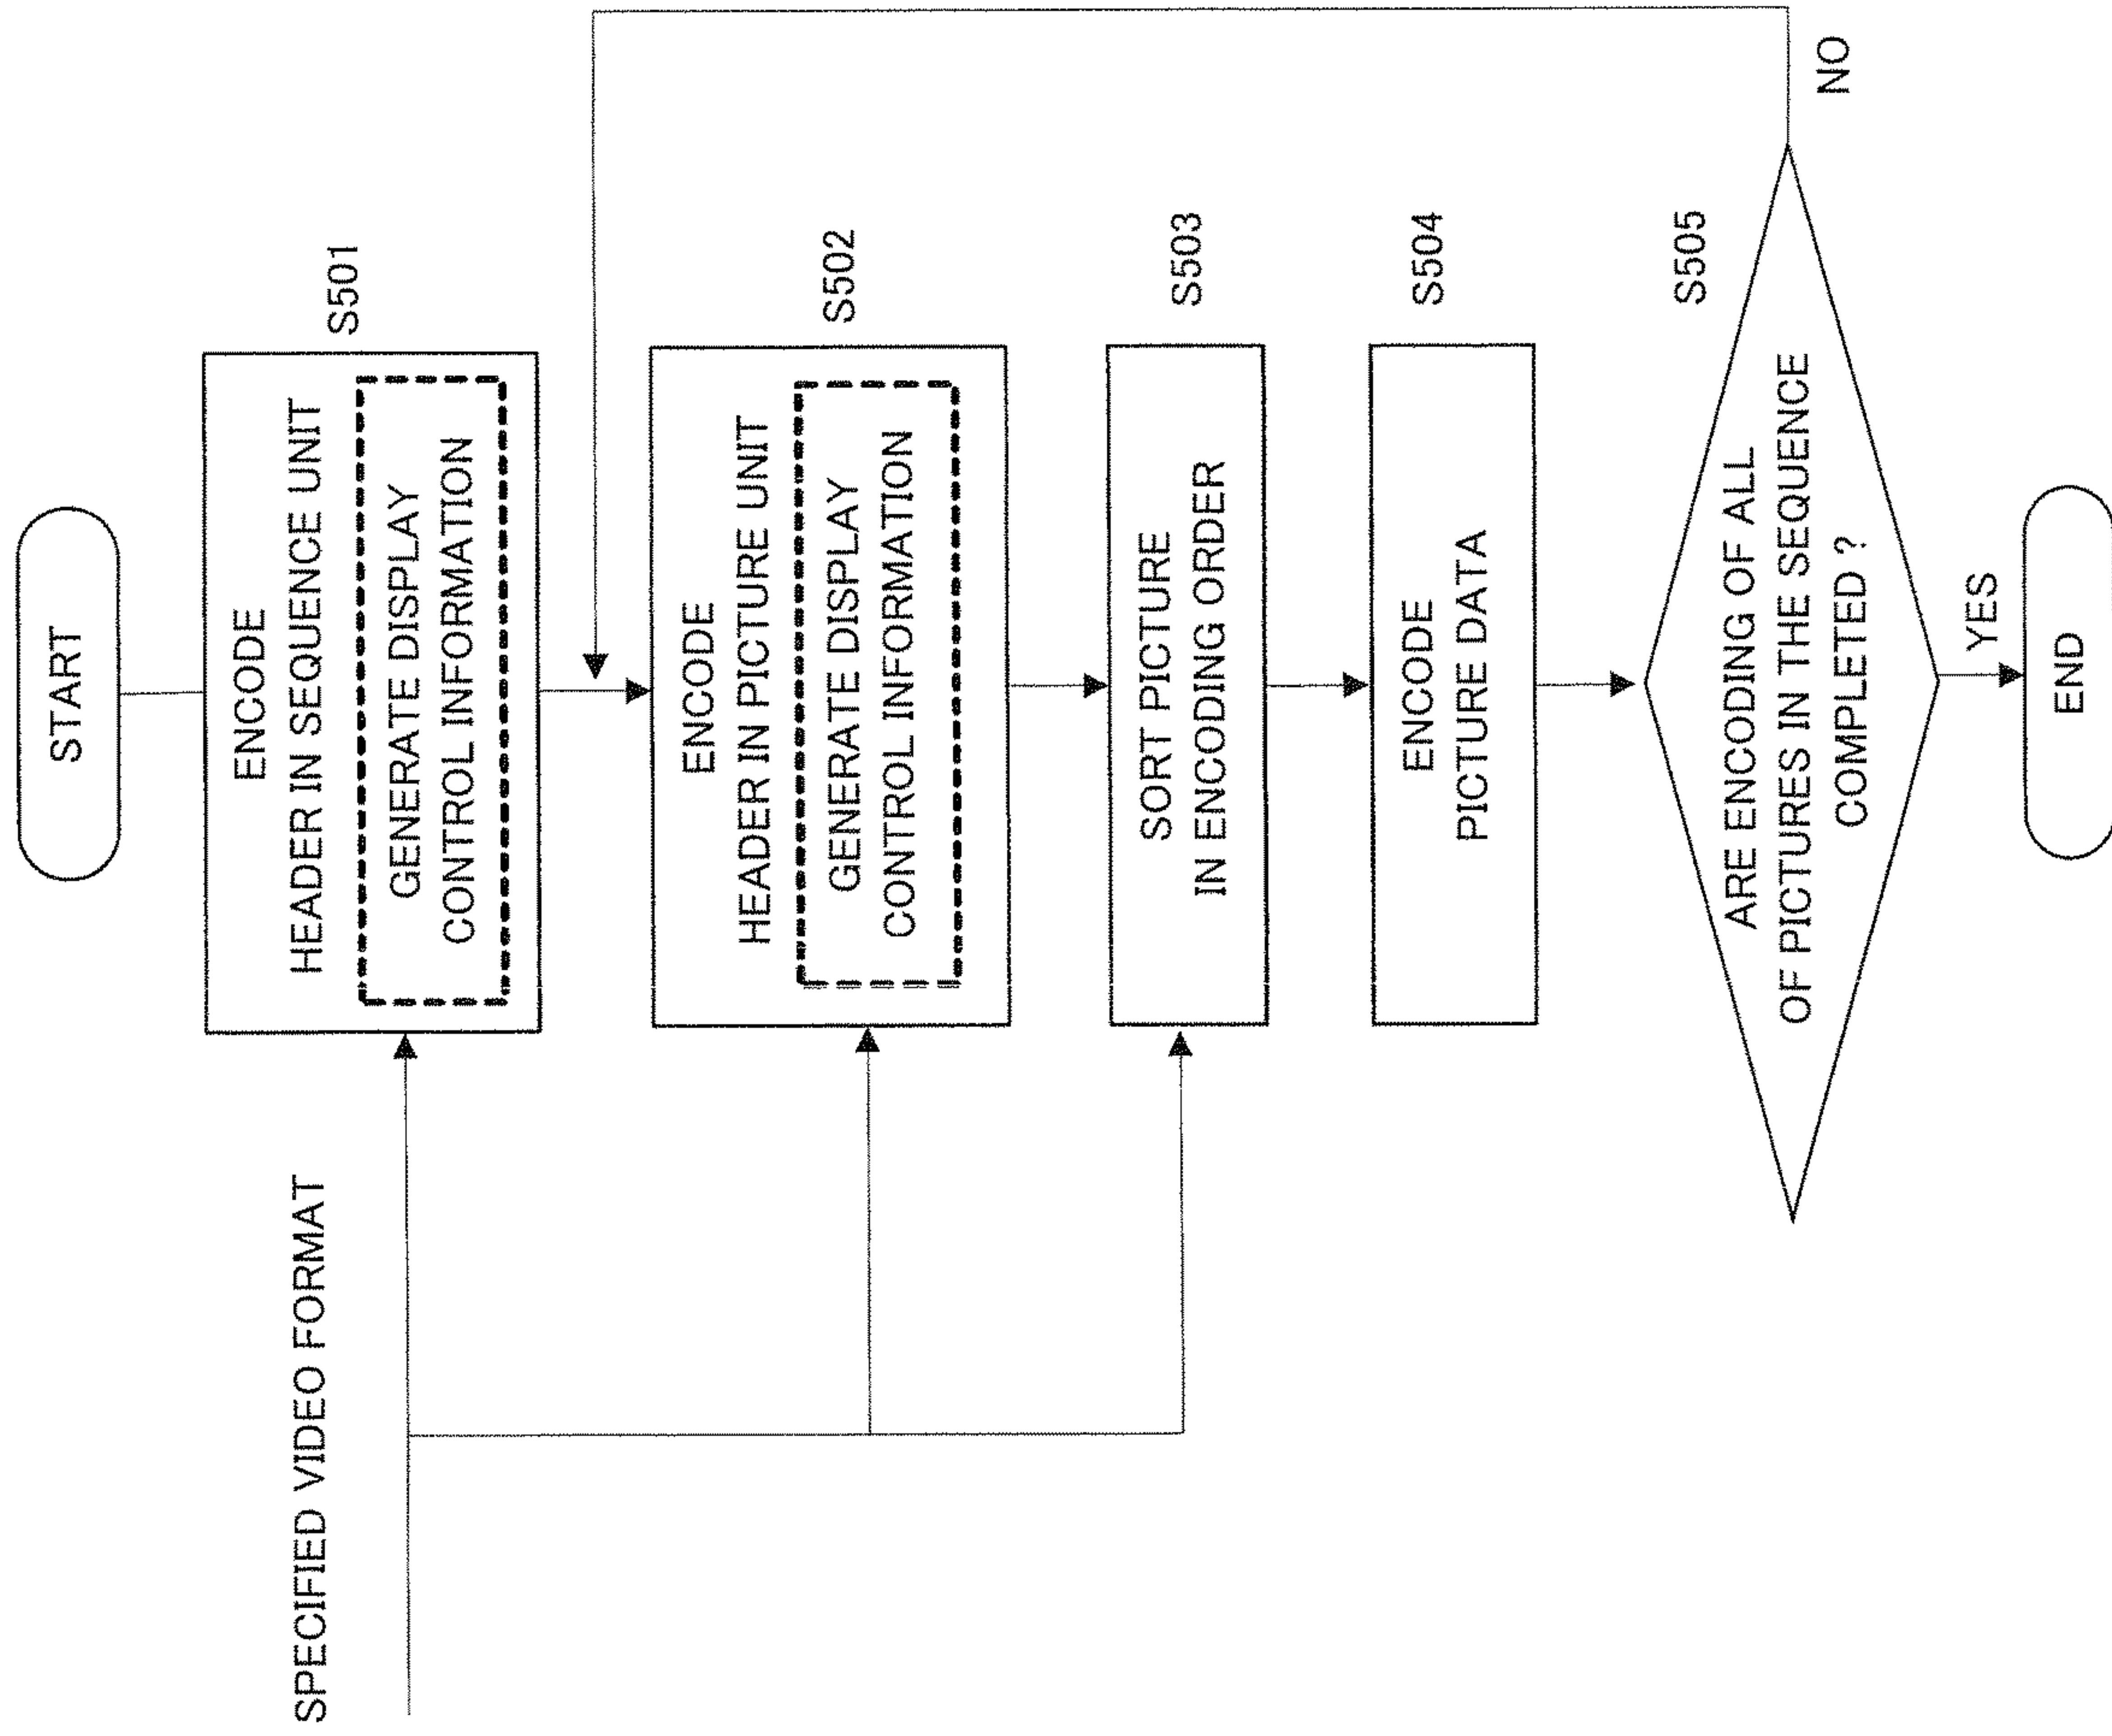 START
SPECIFIED VIDEO FORMAT
ENCODE
HEADER IN SEQUENCE UNIT
GENERATE DISPLAY
CONTROL INFORMATION
S501
ENCODE
HEADER IN PICTURE UNIT
GENERATE DISPLAY
CONTROL INFORMATION
S502
SORT PICTURE
IN ENCODING ORDER
S503
ENCODE
PICTURE DATA
S504
ARE ENCODING OF ALL
OF PICTURES IN THE SEQUENCE
COMPLETED ?
S505
NO
YES
END